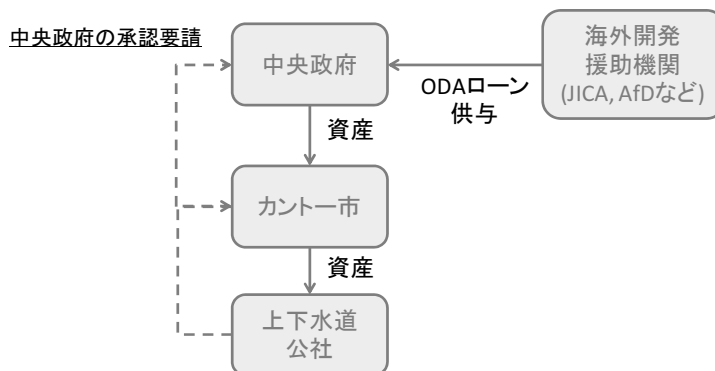 中央政府の承認要請
中央政府
海外開発
援助機関
(JICA, AfDなど)
ODAローン
供与
資産
カントー市
資産
上下水道
公社